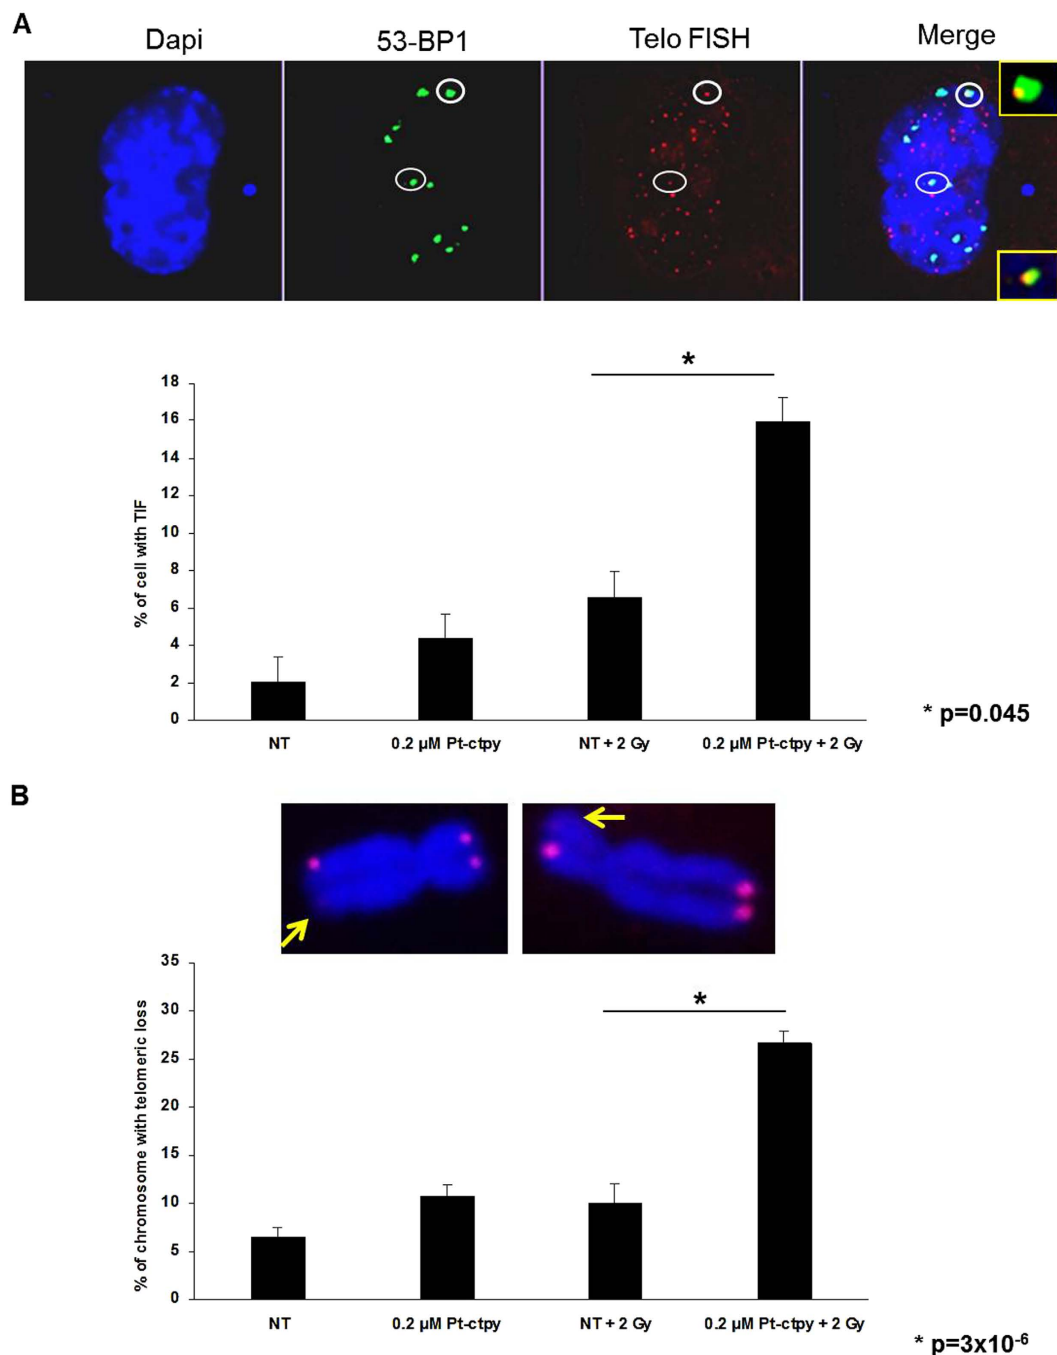 A
Dapi 53-BP1 Telo FISH Merge
*
18
16
14
12
10
8
6
4
2
0
% of cell with TIF
NT 0.2 µM Pt-ctpy NT + 2 Gy 0.2 µM Pt-ctpy + 2 Gy
* p=0.045
B
35
30
25
20
15
10
5
0
*
% of chromosome with telomeric loss
NT 0.2 µM Pt-ctpy NT + 2 Gy 0.2 µM Pt-ctpy + 2 Gy
* p=3x10-6